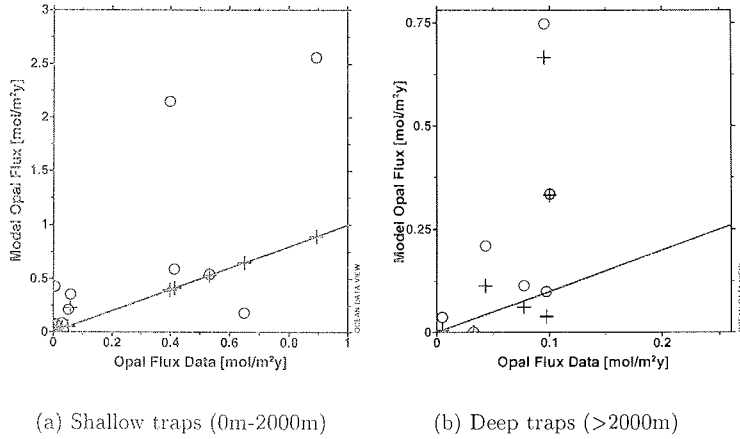 3
2.5
2
1.5
1
0.5
0
0
0.2
0.4
0.6
0.8
1
Model Opal Flux [mol/m²y]
Opal Flux Data [mol/m²y]
OCEAN DATA VIEW
(a) Shallow traps (0m-2000m)
0.75
0.5
0.25
0
0
0.1
0.2
Model Opal Flux [mol/m²y]
Opal Flux Data [mol/m²y]
OCEAN DATA VIEW
(b) Deep traps (>2000m)